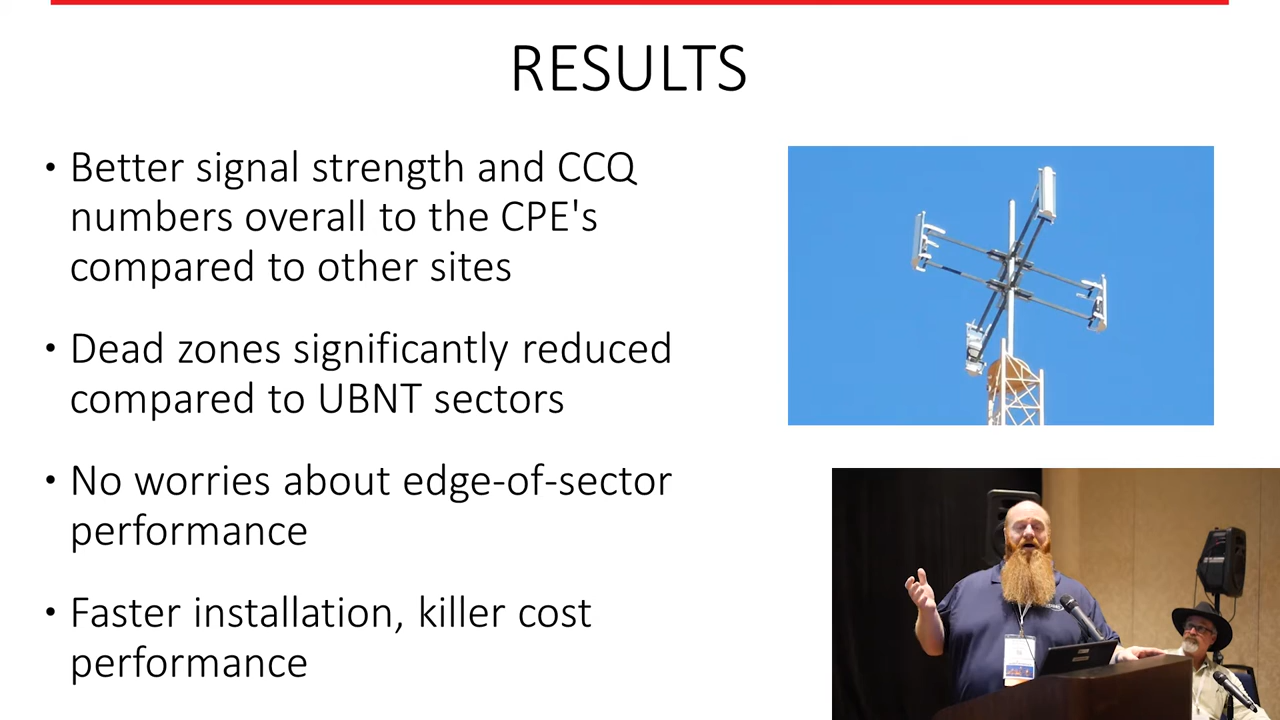 RESULTS
• Better signal strength and CCQ
numbers overall to the CPE's
compared to other sites
• Dead zones significantly reduced
compared to UBNT sectors
• No worries about edge-of-sector
performance
• Faster installation, killer cost
performance